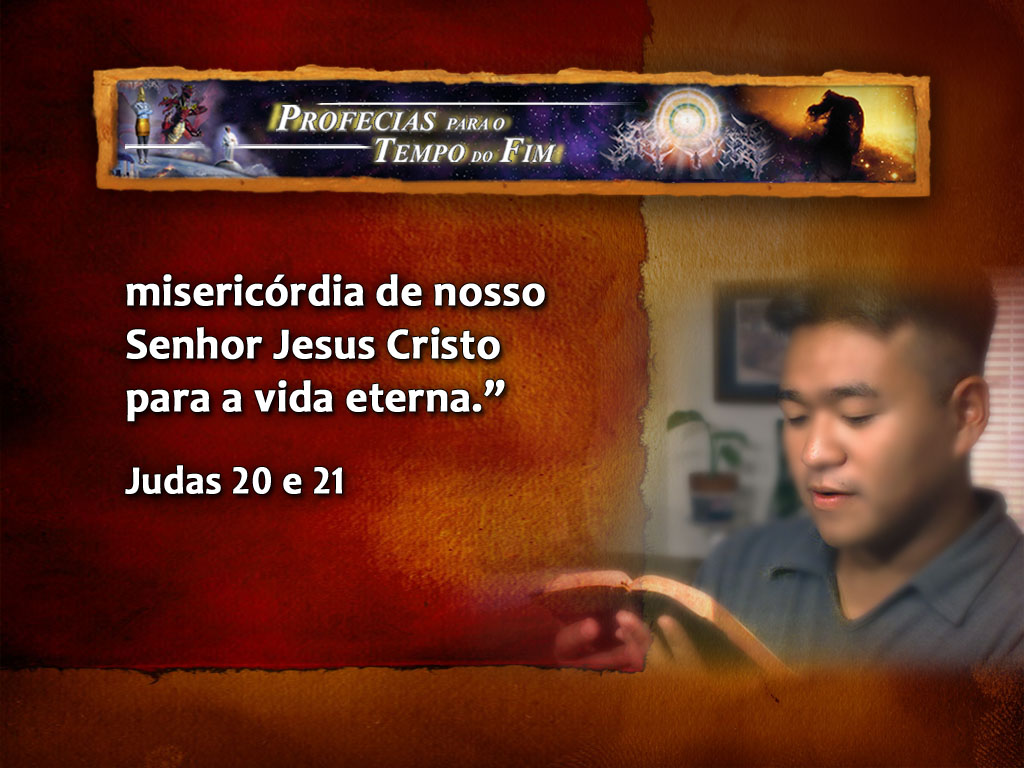 PROFECIAS PARA O
TEMPO DO FIM
misericórdia de nosso
Senhor Jesus Cristo
para a vida eterna.”
Judas 20 e 21